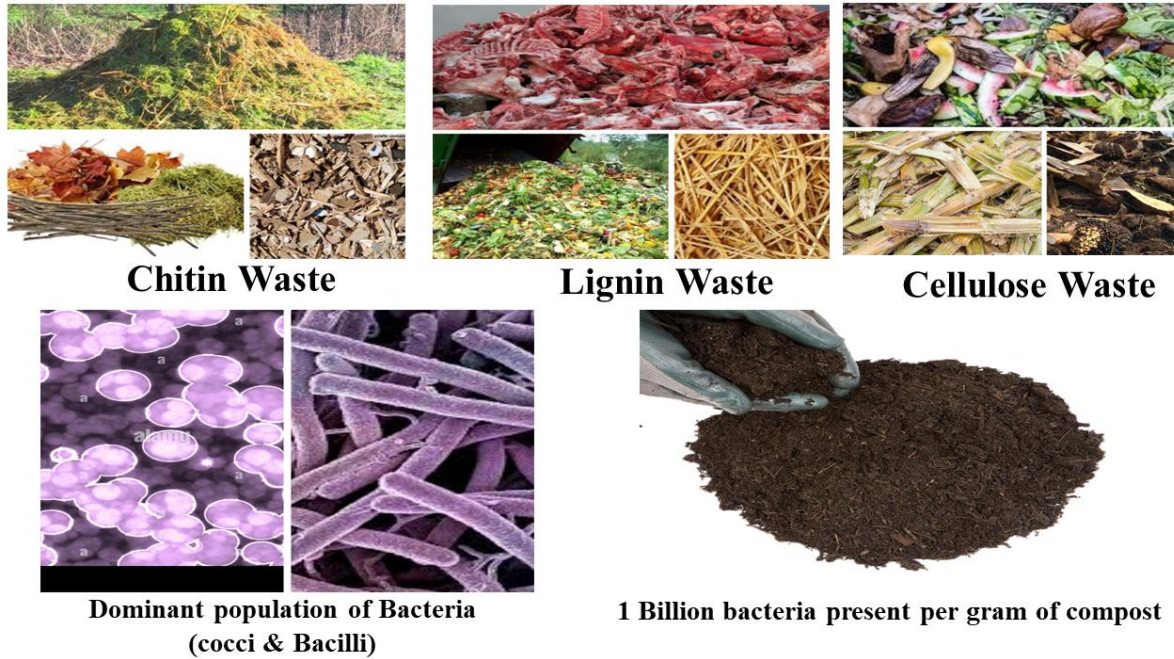 Chitin Waste
Lignin Waste
Cellulose Waste
a
a
a
alamy
a
a
Dominant population of Bacteria
(cocci & Bacilli)
1 Billion bacteria present per gram of compost